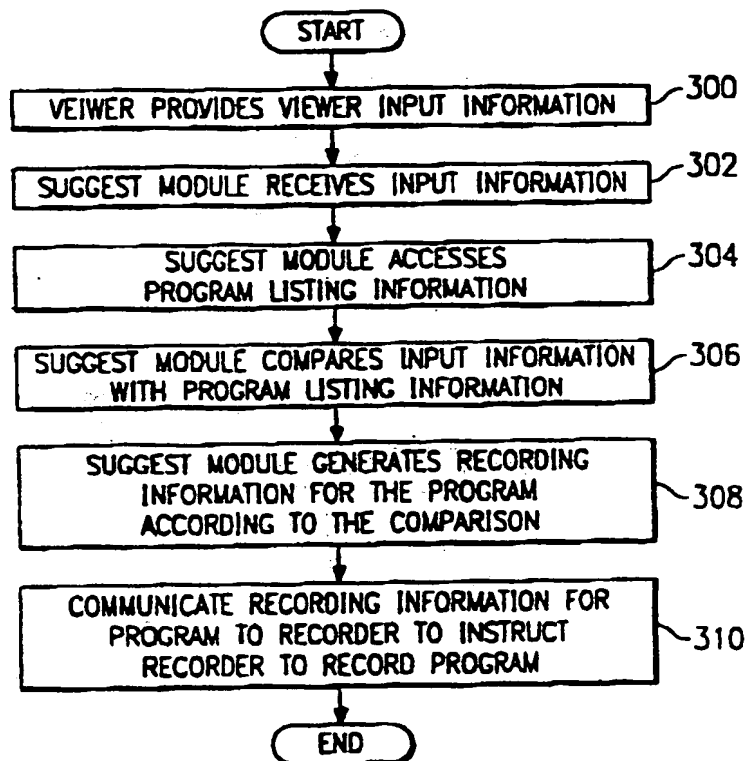 START
VEIWER PROVIDES VIEWER INPUT INFORMATION
300
SUGGEST MODULE RECEIVES INPUT INFORMATION
302
SUGGEST MODULE ACCESSES
PROGRAM LISTING INFORMATION
304
SUGGEST MODULE COMPARES INPUT INFORMATION
WITH PROGRAM LISTING INFORMATION
306
SUGGEST MODULE GENERATES RECORDING
INFORMATION FOR THE PROGRAM
ACCORDING TO THE COMPARISON
308
COMMUNICATE RECORDING INFORMATION FOR
PROGRAM TO RECORDER TO INSTRUCT
RECORDER TO RECORD PROGRAM
310
END